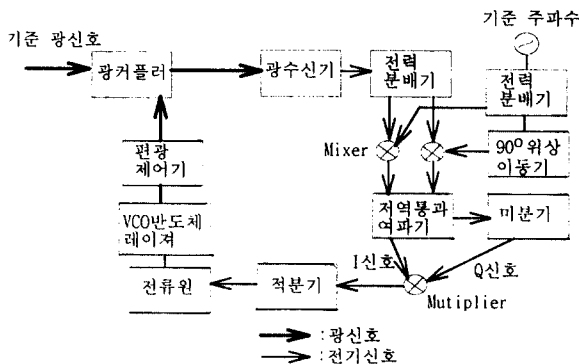 기준 주파수
기준 광신호
광커플러
광수신기
전력
분배기
전력
분배기
편광
제어기
Mixer
90º위상
이동기
VCO반도체
레이져
저역통과
여파기
미분기
I신호
Q신호
전류원
적분기
Mutiplier
:광신호
:전기신호